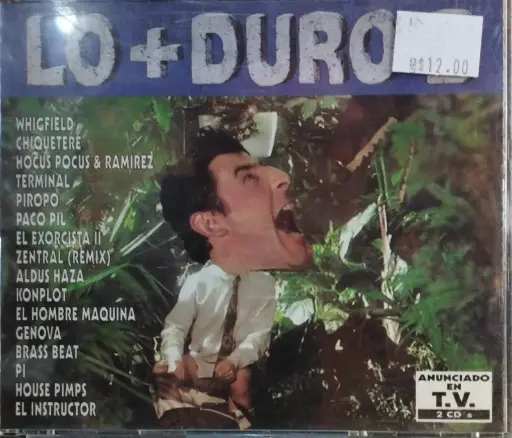 LO + DURO
R$12.00
WHIGFIELD
CHIQUETERE
HOCUS POCUS & RAMIREZ
TERMINAL
PIROPO
PACO PIL
EL EXORCISTA II
ZENTRAL (REMIX)
ALDUS HAZA
KONPLOT
EL HOMBRE MAQUINA
GENOVA
BRASS BEAT
PI
HOUSE PIMPS
EL INSTRUCTOR
ANUNCIADO
EN
T.V.
2 CD´s